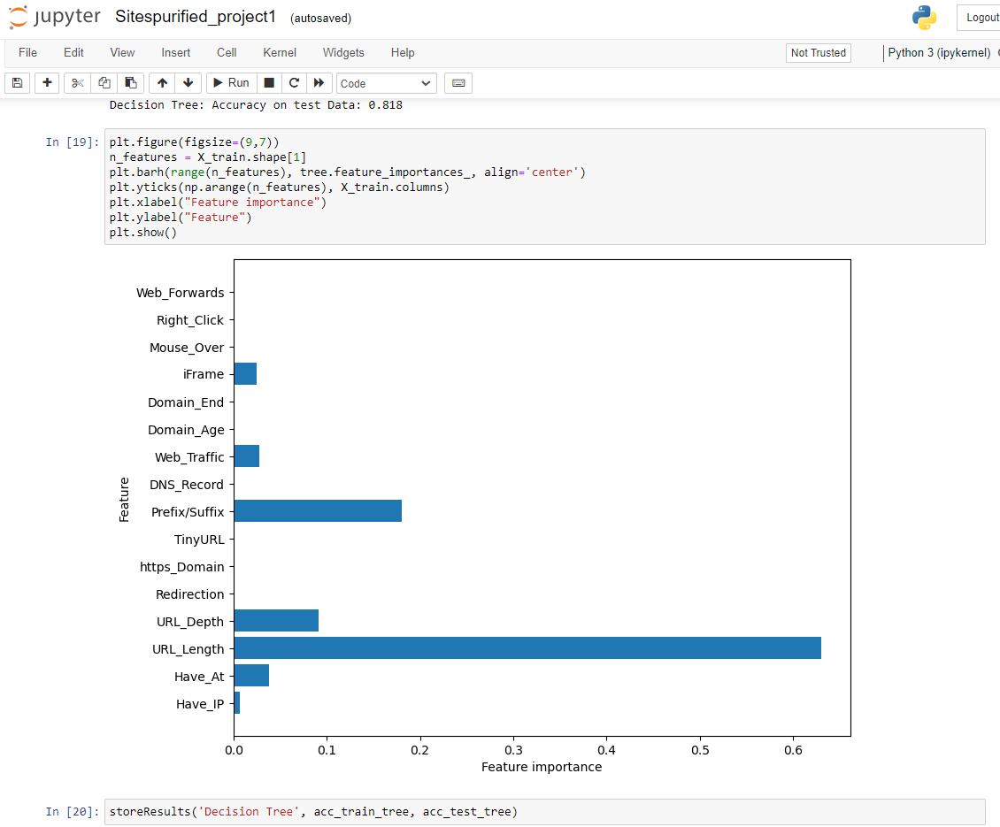 jupyter Sitespurified_project1 (autosaved)
Logout
File Edit View Insert Cell Kernel Widgets Help
Not Trusted
Python 3 (ipykernel)
Run
Code
Decision Tree: Accuracy on test Data: 0.818
In [19]:
plt.figure(figsize=(9,7))
n_features = X_train.shape[1]
plt.barh(range(n_features), tree.feature_importances_, align='center')
plt.yticks(np.arange(n_features), X_train.columns)
plt.xlabel("Feature importance")
plt.ylabel("Feature")
plt.show()
Web_Forwards
Right_Click
Mouse_Over
iFrame
Domain_End
Domain_Age
Web_Traffic
DNS_Record
Prefix/Suffix
TinyURL
https_Domain
Redirection
URL_Depth
URL_Length
Have_At
Have_IP
Feature
0.0 0.1 0.2 0.3 0.4 0.5 0.6
Feature importance
In [20]:
storeResults('Decision Tree', acc_train_tree, acc_test_tree)